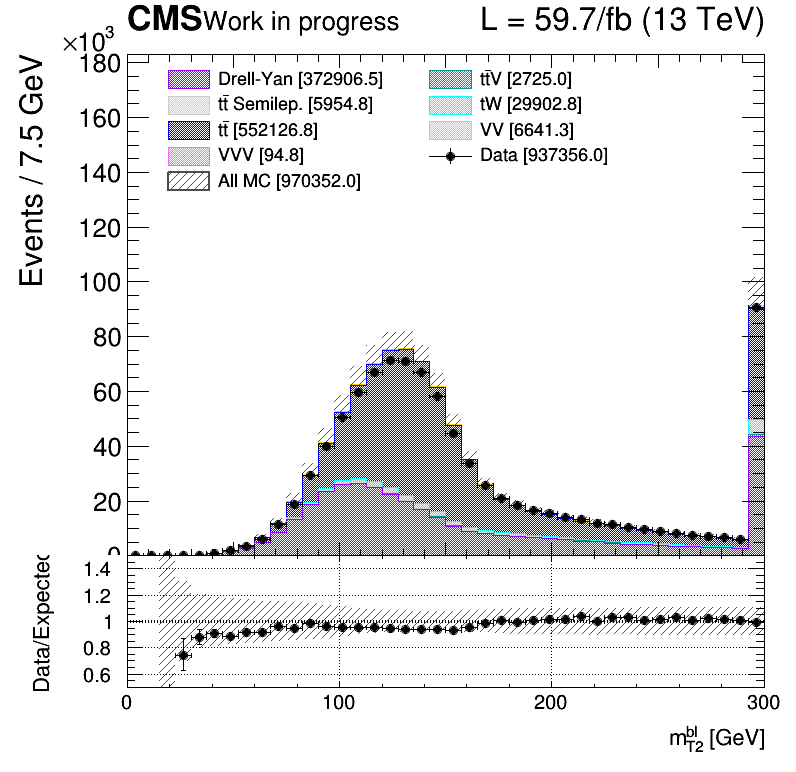 CMS Work in progress L = 59.7/fb (13 TeV)
×10³
Events / 7.5 GeV
180
160
140
120
100
80
60
40
20
0
Drell-Yan [372906.5]
tt̄ Semilep. [5954.8]
tt̄ [552126.8]
VVV [94.8]
All MC [970352.0]
tt̄V [2725.0]
tW [29902.8]
VV [6641.3]
Data [937356.0]
Data/Expected
1.4
1.2
1
0.8
0.6
0 100 200 300
m_{T2}^{bl} [GeV]